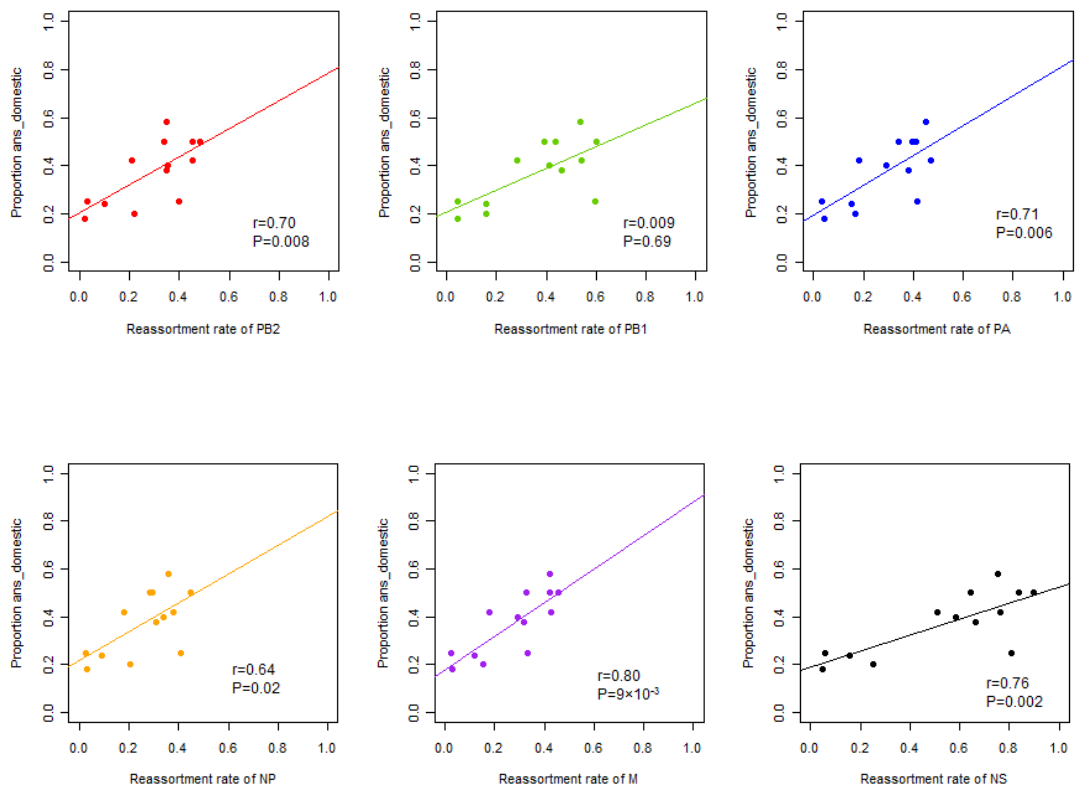 Proportion ans_domestic
1.0
0.8
0.6
0.4
0.2
0.0
r=0.70
P=0.008
0.0 0.2 0.4 0.6 0.8 1.0
Reassortment rate of PB2
Proportion ans_domestic
1.0
0.8
0.6
0.4
0.2
0.0
r=0.009
P=0.69
0.0 0.2 0.4 0.6 0.8 1.0
Reassortment rate of PB1
Proportion ans_domestic
1.0
0.8
0.6
0.4
0.2
0.0
r=0.71
P=0.006
0.0 0.2 0.4 0.6 0.8 1.0
Reassortment rate of PA
Proportion ans_domestic
1.0
0.8
0.6
0.4
0.2
0.0
r=0.64
P=0.02
0.0 0.2 0.4 0.6 0.8 1.0
Reassortment rate of NP
Proportion ans_domestic
1.0
0.8
0.6
0.4
0.2
0.0
r=0.80
P=9×10⁻³
0.0 0.2 0.4 0.6 0.8 1.0
Reassortment rate of M
Proportion ans_domestic
1.0
0.8
0.6
0.4
0.2
0.0
r=0.76
P=0.002
0.0 0.2 0.4 0.6 0.8 1.0
Reassortment rate of NS